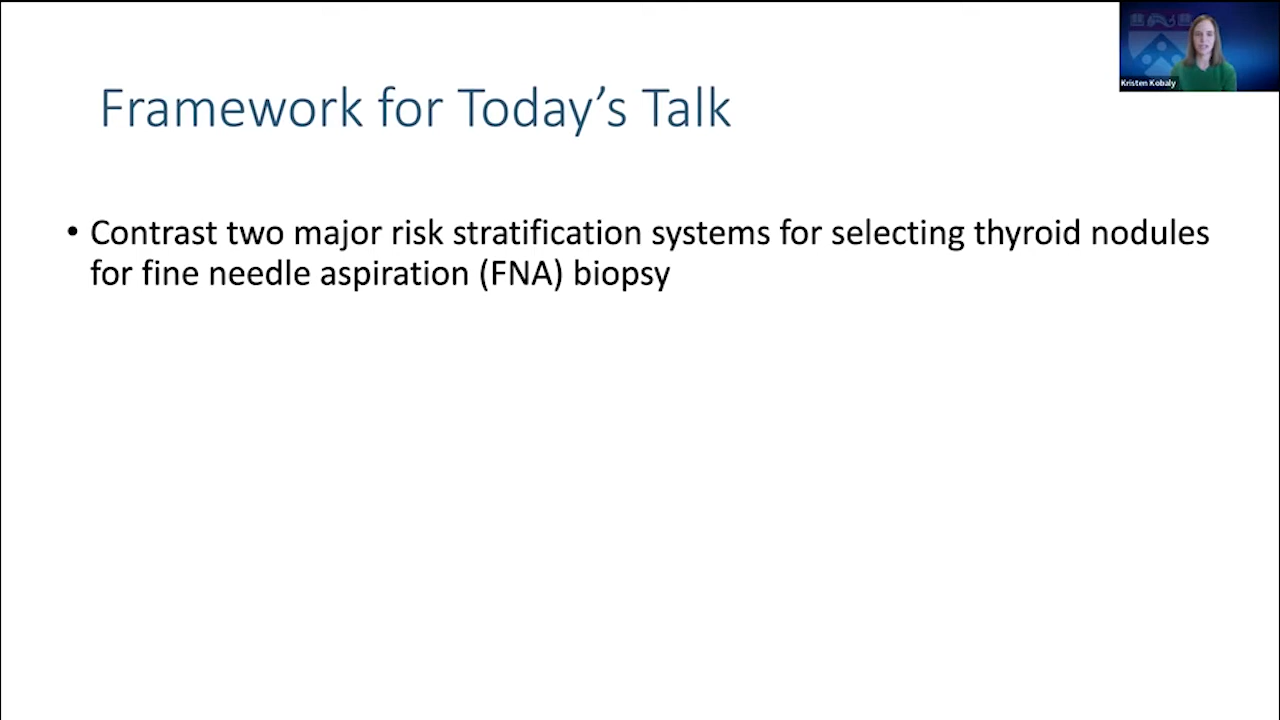 Kristen Kobaly
Framework for Today's Talk
• Contrast two major risk stratification systems for selecting thyroid nodules
for fine needle aspiration (FNA) biopsy